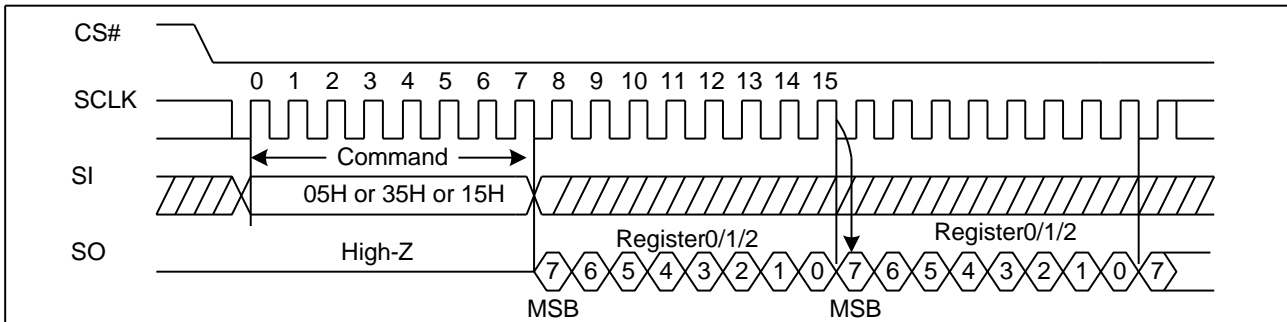 CS#
0 1 2 3 4 5 6 7 8 9 10 11 12 13 14 15
SCLK
Command
SI
05H or 35H or 15H
Register0/1/2 Register0/1/2
SO
High-Z
7 6 5 4 3 2 1 0 7 6 5 4 3 2 1 0 7
MSB MSB